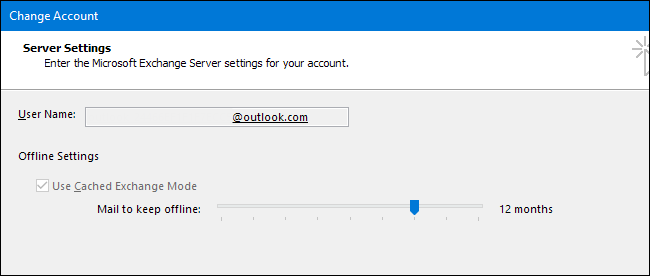 Change Account
Server Settings
Enter the Microsoft Exchange Server settings for your account.
User Name: @outlook.com
Offline Settings
Use Cached Exchange Mode
Mail to keep offline: 12 months